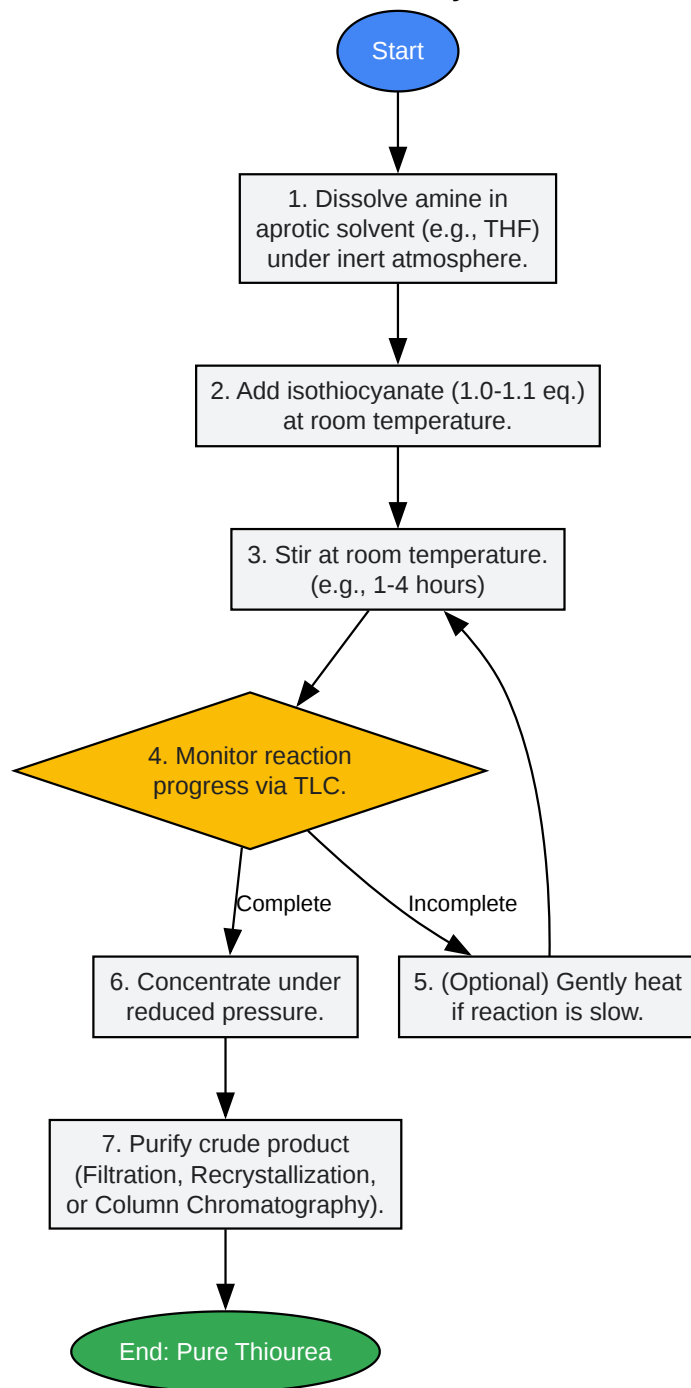 Start
1. Dissolve amine in
aprotic solvent (e.g., THF)
under inert atmosphere.
2. Add isothiocyanate (1.0-1.1 eq.)
at room temperature.
3. Stir at room temperature.
(e.g., 1-4 hours)
4. Monitor reaction
progress via TLC.
Complete
Incomplete
6. Concentrate under
reduced pressure.
5. (Optional) Gently heat
if reaction is slow.
7. Purify crude product
(Filtration, Recrystallization,
or Column Chromatography).
End: Pure Thiourea